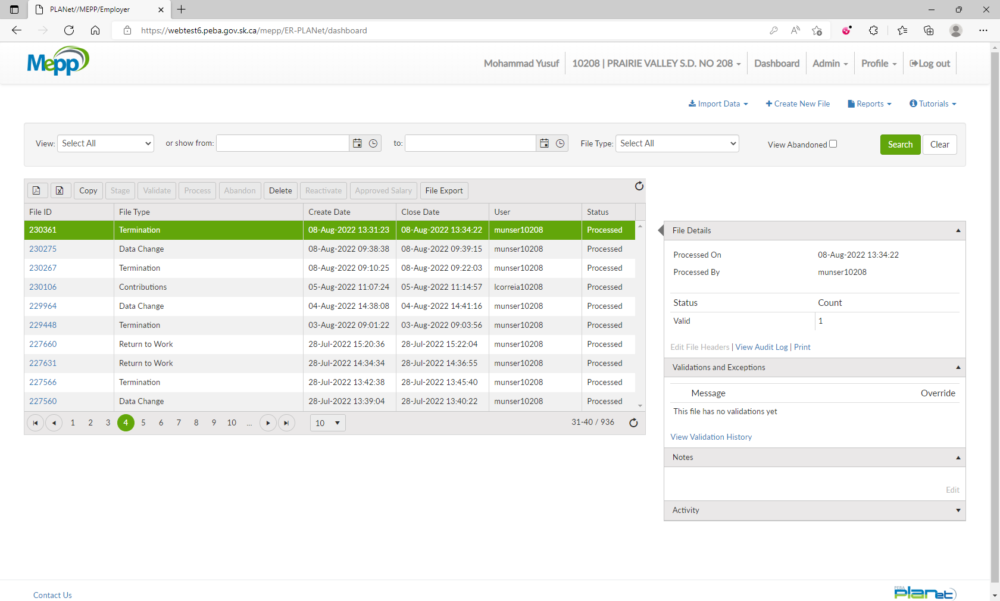 PLANet//MEPP/Employer
https://webtest6.peba.gov.sk.ca/mepp/ER-PLANet/dashboard
Mepp
Mohammad Yusuf 10208 | PRAIRIE VALLEY S.D. NO 208 Dashboard Admin Profile Log out
Import Data Create New File Reports Tutorials
View: Select All or show from: to: File Type: Select All View Abandoned Search Clear
Copy Stage Validate Process Abandon Delete Reactivate Approved Salary File Export
File ID File Type Create Date Close Date User Status
230361 Termination 08-Aug-2022 13:31:23 08-Aug-2022 13:34:22 munser10208 Processed
230275 Data Change 08-Aug-2022 09:38:38 08-Aug-2022 09:39:15 munser10208 Processed
230267 Termination 08-Aug-2022 09:10:25 08-Aug-2022 09:22:03 munser10208 Processed
230106 Contributions 05-Aug-2022 11:07:24 05-Aug-2022 11:14:57 lcorreia10208 Processed
229964 Data Change 04-Aug-2022 14:38:08 04-Aug-2022 14:41:16 munser10208 Processed
229448 Termination 03-Aug-2022 09:01:22 03-Aug-2022 09:03:56 munser10208 Processed
227660 Return to Work 28-Jul-2022 15:20:36 28-Jul-2022 15:22:04 munser10208 Processed
227631 Return to Work 28-Jul-2022 14:34:34 28-Jul-2022 14:36:55 munser10208 Processed
227566 Termination 28-Jul-2022 13:42:38 28-Jul-2022 13:45:40 munser10208 Processed
227560 Data Change 28-Jul-2022 13:39:04 28-Jul-2022 13:40:22 munser10208 Processed
1 2 3 4 5 6 7 8 9 10 ... 10 31-40 / 936
File Details
Processed On 08-Aug-2022 13:34:22
Processed By munser10208
Status Count
Valid 1
Edit File Headers | View Audit Log | Print
Validations and Exceptions
Message Override
This file has no validations yet
View Validation History
Notes
Edit
Activity
Contact Us
PEBA
planet